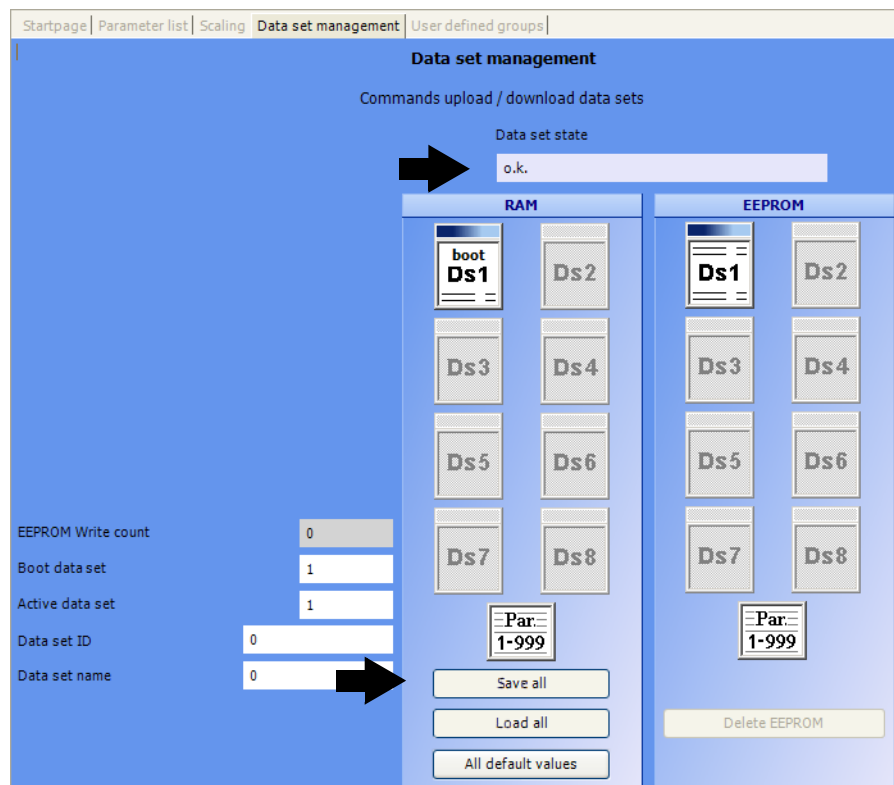 Startpage Parameter list Scaling Data set management User defined groups
Data set management
Commands upload / download data sets
Data set state
o.k.
RAM
EEPROM
boot
Ds1
Ds2
Ds1
Ds2
Ds3
Ds4
Ds3
Ds4
Ds5
Ds6
Ds5
Ds6
Ds7
Ds8
Ds7
Ds8
EEPROM Write count 0
Boot data set 1
Active data set 1
Data set ID 0
Data set name 0
Par.
1-999
Par.
1-999
Save all
Load all
Delete EEPROM
All default values